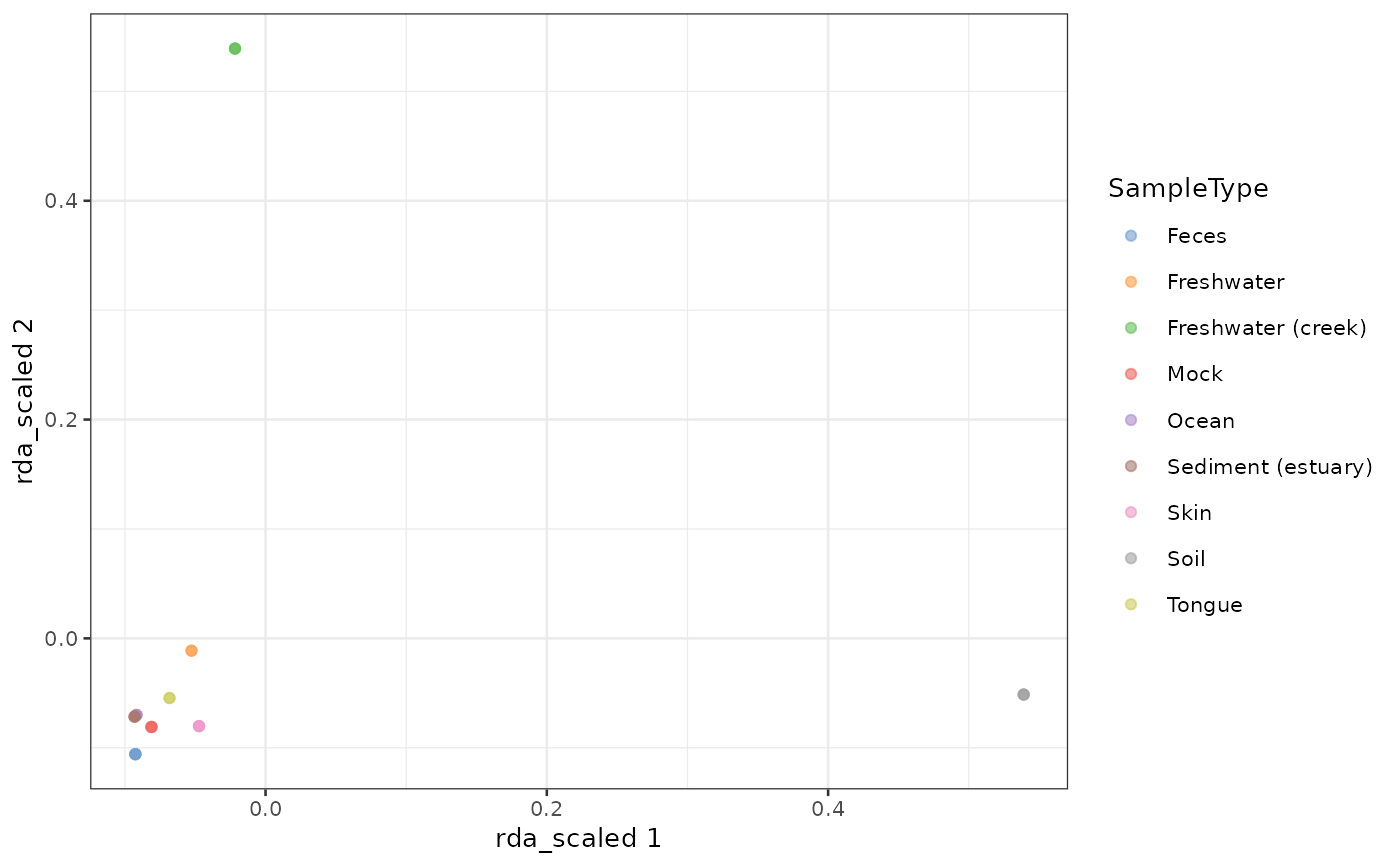 0.4
0.2
0.0
rda_scaled 2
0.0
0.2
0.4
rda_scaled 1
SampleType
Feces
Freshwater
Freshwater (creek)
Mock
Ocean
Sediment (estuary)
Skin
Soil
Tongue